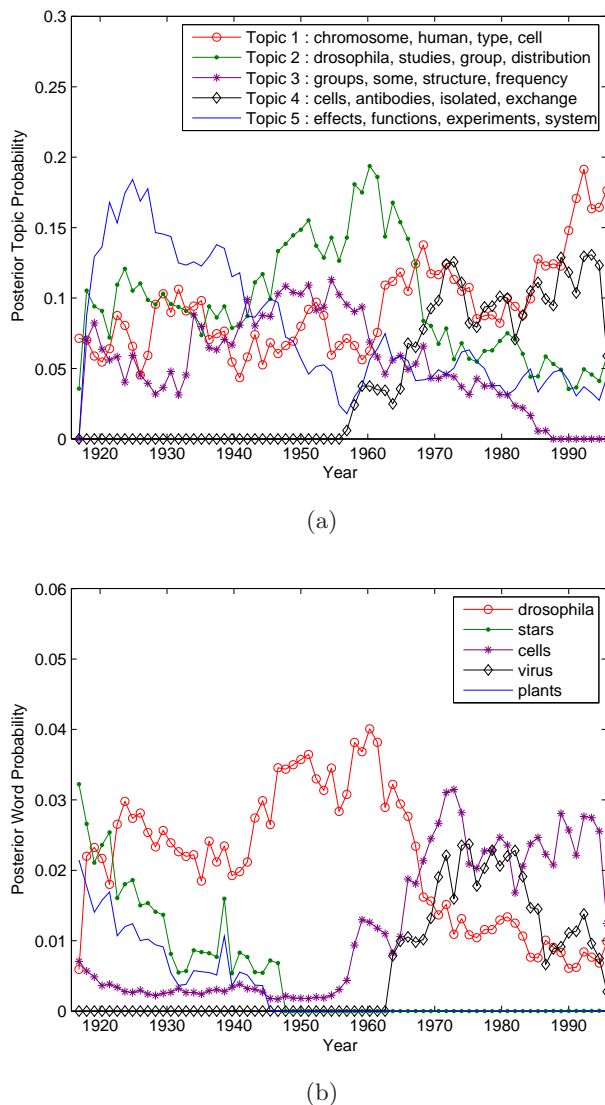 0.3
Topic 1 : chromosome, human, type, cell
Topic 2 : drosophila, studies, group, distribution
Topic 3 : groups, some, structure, frequency
Topic 4 : cells, antibodies, isolated, exchange
Topic 5 : effects, functions, experiments, system
0.25
0.2
0.15
0.1
0.05
0
Posterior Topic Probability
1920 1930 1940 1950 1960 1970 1980 1990
Year
(a)
0.06
drosophila
stars
cells
virus
plants
0.05
0.04
0.03
0.02
0.01
0
Posterior Word Probability
1920 1930 1940 1950 1960 1970 1980 1990
Year
(b)